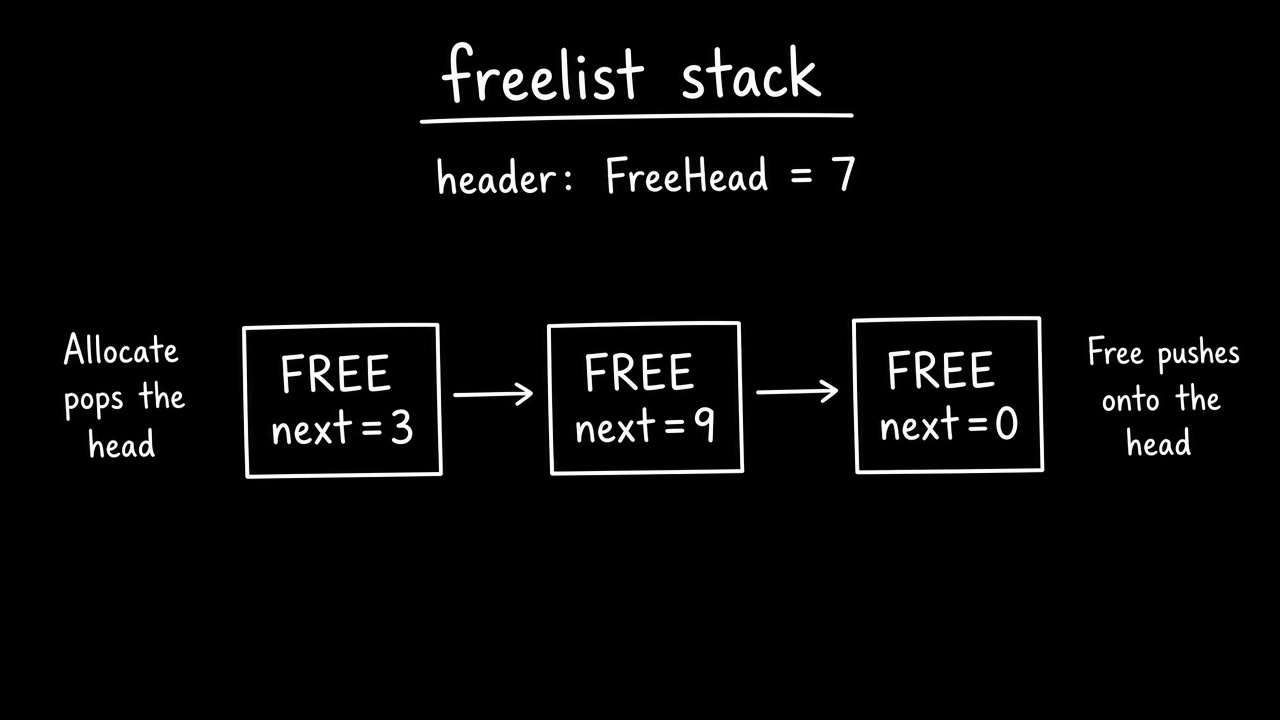 freelist stack
header: FreeHead = 7
Allocate
pops the
head
FREE
next=3
FREE
next=9
FREE
next=0
Free pushes
onto the
head